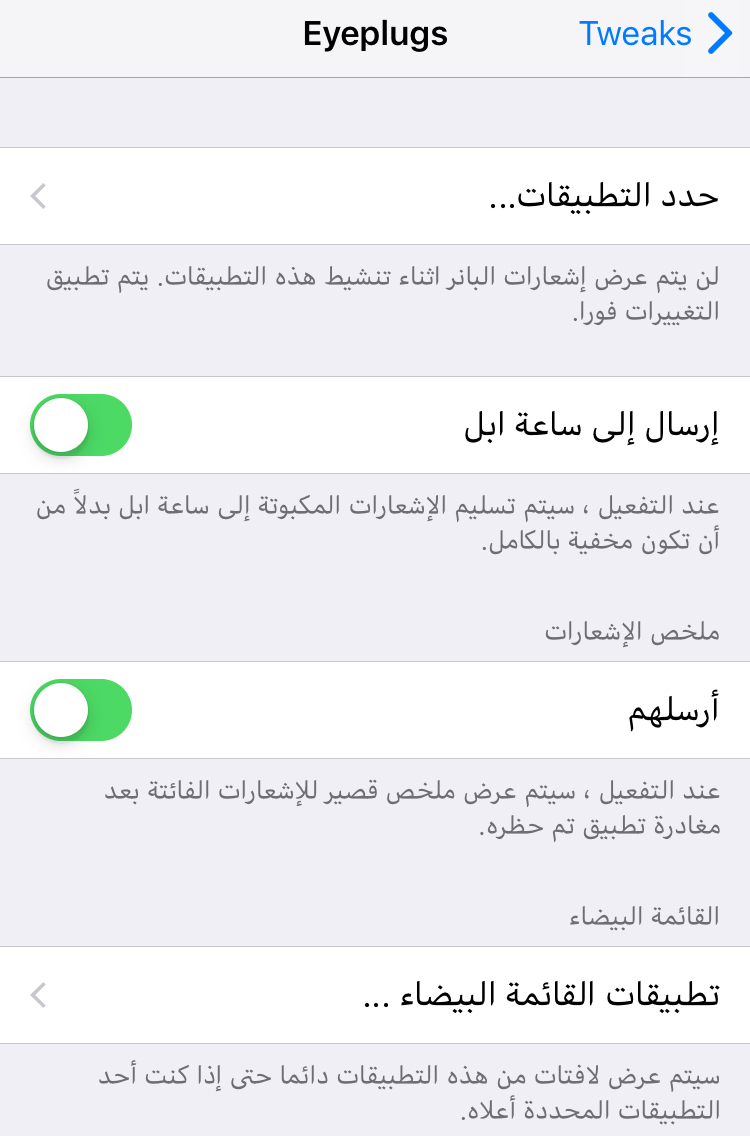 Eyeplugs
Tweaks
حدد التطبيقات...
لن يتم عرض إشعارات البانر اثناء تنشيط هذه التطبيقات. يتم تطبيق
التغييرات فورا.
إرسال إلى ساعة ابل
عند التفعيل ، سيتم تسليم الإشعارات المكبوتة إلى ساعة ابل بدلاً من
أن تكون مخفية بالكامل.
ملخص الإشعارات
أرسلهم
عند التفعيل ، سيتم عرض ملخص قصير للإشعارات الفائتة بعد
مغادرة تطبيق تم حظره.
القائمة البيضاء
تطبيقات القائمة البيضاء ...
سيتم عرض لافتات من هذه التطبيقات دائما حتى إذا كنت أحد
التطبيقات المحددة أعلاه.